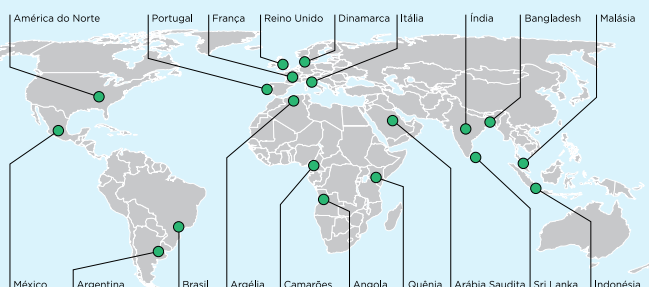 América do Norte
Portugal
França
Reino Unido
Dinamarca
Itália
Índia
Bangladesh
Malásia
México
Argentina
Brasil
Argélia
Camarões
Angola
Quênia
Arábia Saudita
Sri Lanka
Indonésia